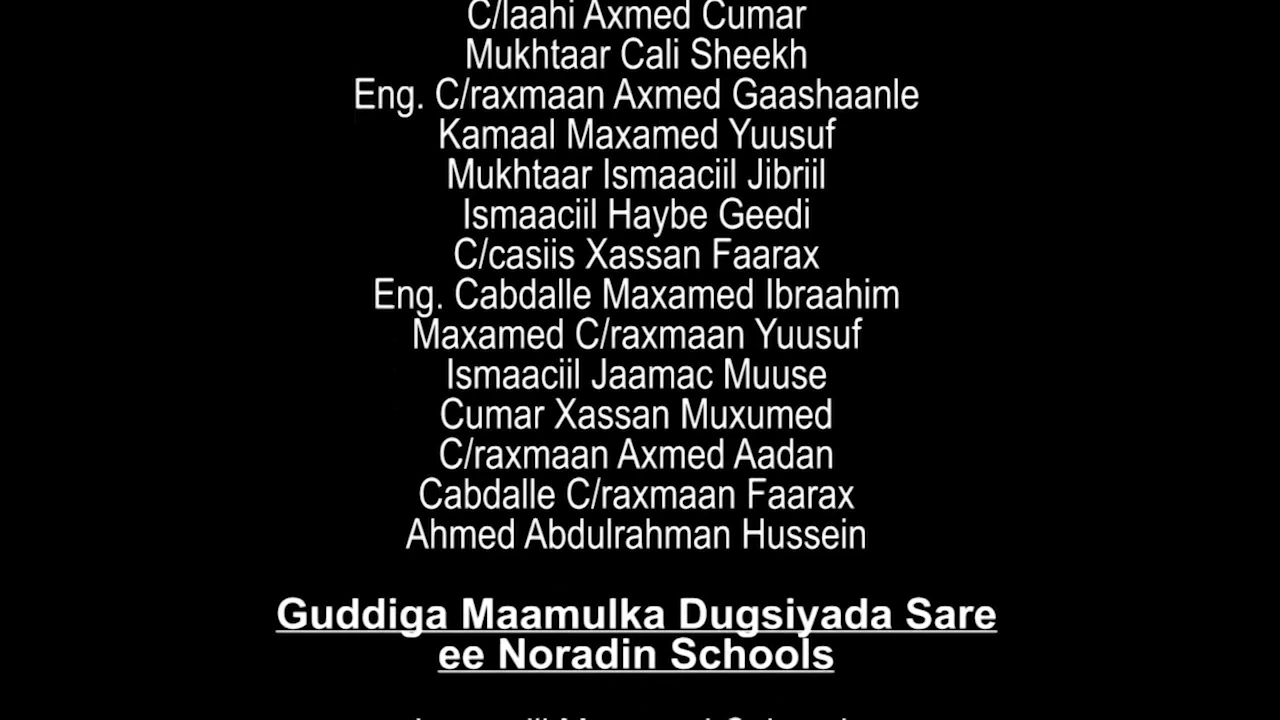 C/laahi Axmed Cumar
Mukhtaar Cali Sheekh
Eng. C/raxmaan Axmed Gaashaanle
Kamaal Maxamed Yuusuf
Mukhtaar Ismaaciil Jibriil
Ismaaciil Haybe Geedi
C/casiis Xassan Faarax
Eng. Cabdalle Maxamed Ibraahim
Maxamed C/raxmaan Yuusuf
Ismaaciil Jaamac Muuse
Cumar Xassan Muxumed
C/raxmaan Axmed Aadan
Cabdalle C/raxmaan Faarax
Ahmed Abdulrahman Hussein
Guddiga Maamulka Dugsiyada Sare
ee Noradin Schools